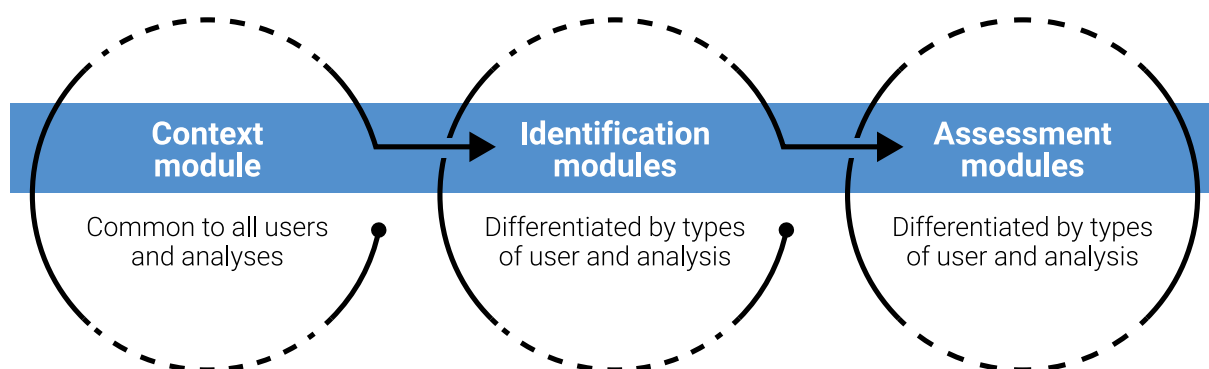 Context
module
Common to all users
and analyses
Identification
modules
Differentiated by types
of user and analysis
Assessment
modules
Differentiated by types
of user and analysis